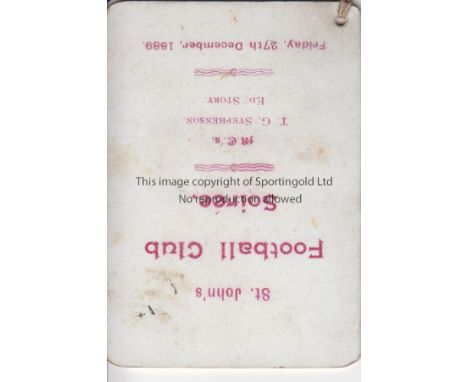 St. John's
Football Club
Soiree,
M.C's.
T. G. STEPHENSON.
ED. STORY
Friday, 27th December, 1889.
This image copyright of Sportingold Ltd
No reproduction allowed